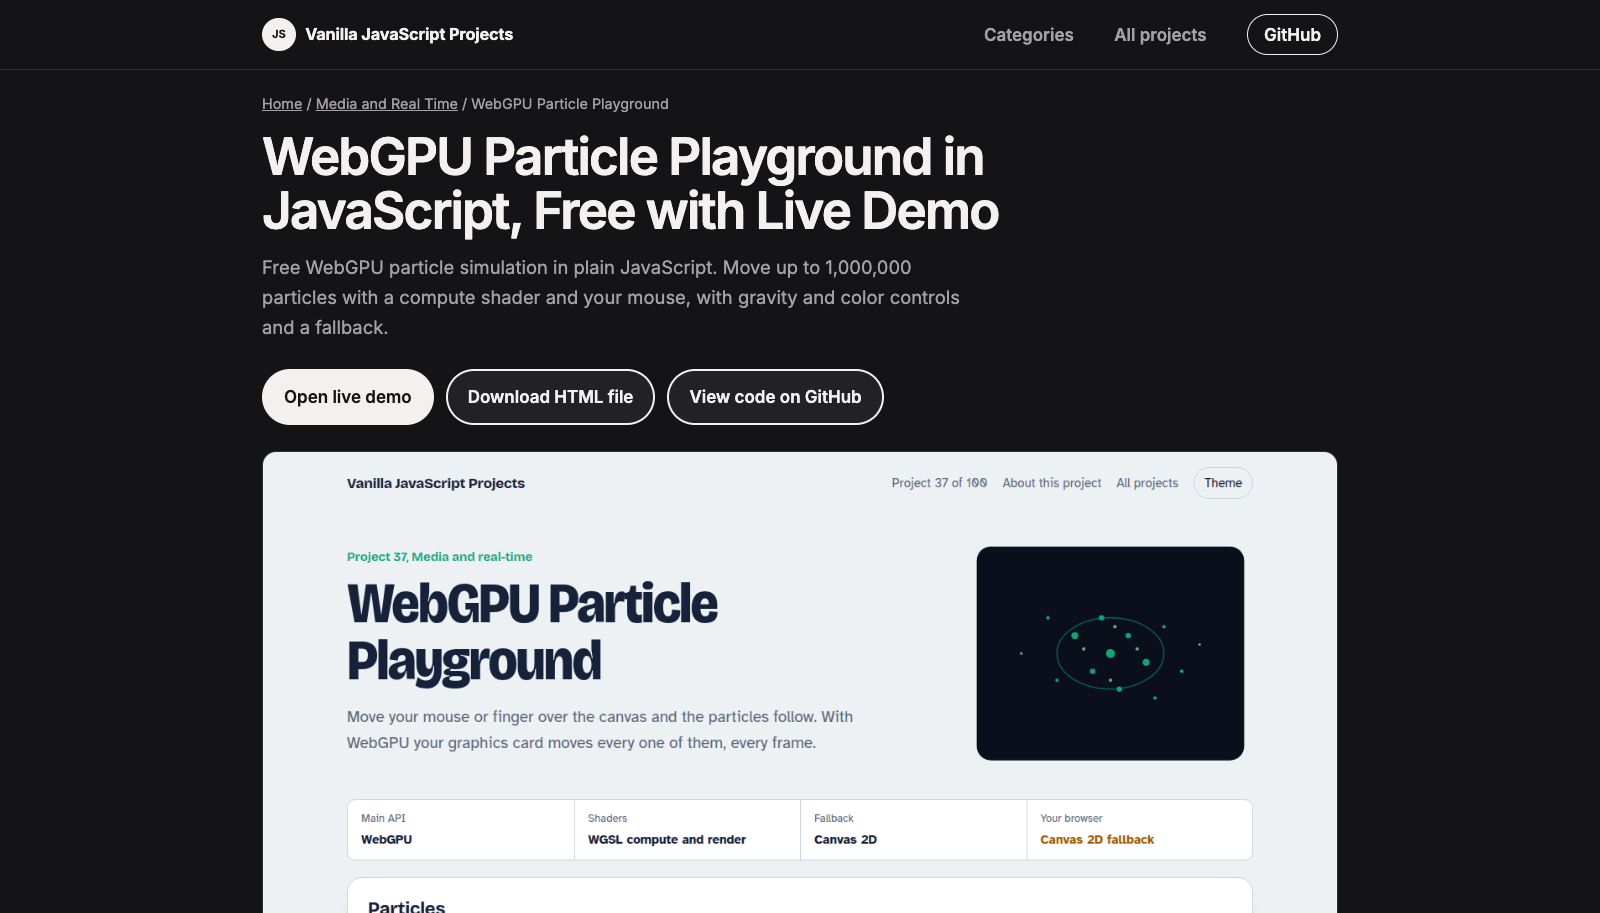 JS Vanilla JavaScript Projects
Categories All projects GitHub
Home / Media and Real Time / WebGPU Particle Playground
WebGPU Particle Playground in
JavaScript, Free with Live Demo
Free WebGPU particle simulation in plain JavaScript. Move up to 1,000,000
particles with a compute shader and your mouse, with gravity and color controls
and a fallback.
Open live demo Download HTML file View code on GitHub
Vanilla JavaScript Projects
Project 37 of 100 About this project All projects Theme
Project 37, Media and real-time
WebGPU Particle
Playground
Move your mouse or finger over the canvas and the particles follow. With
WebGPU your graphics card moves every one of them, every frame.
Main API
WebGPU
Shaders
WGSL compute and render
Fallback
Canvas 2D
Your browser
Canvas 2D fallback
Particles